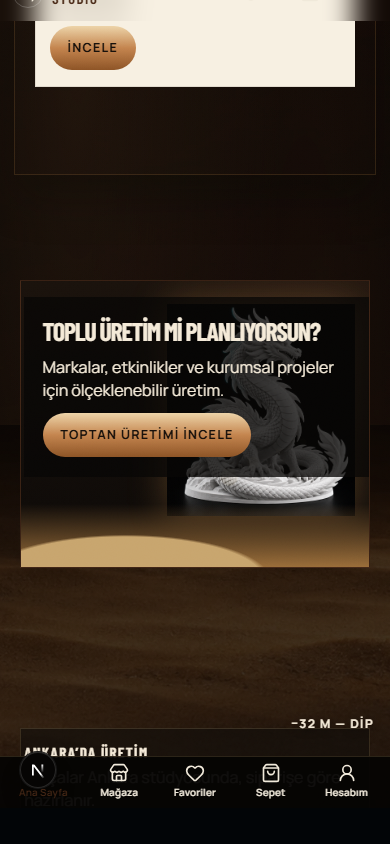 STUDIO
İNCELE
TOPLU ÜRETİM Mİ PLANLIYORSUN?
Markalar, etkinlikler ve kurumsal projeler
için ölçeklenebilir üretim.
TOPTAN ÜRETİMİ İNCELE
−32 M — DİP
ANKARA'DA ÜRETİM
N
Ana Sayfa
Mağaza
Favoriler
Sepet
Hesabım